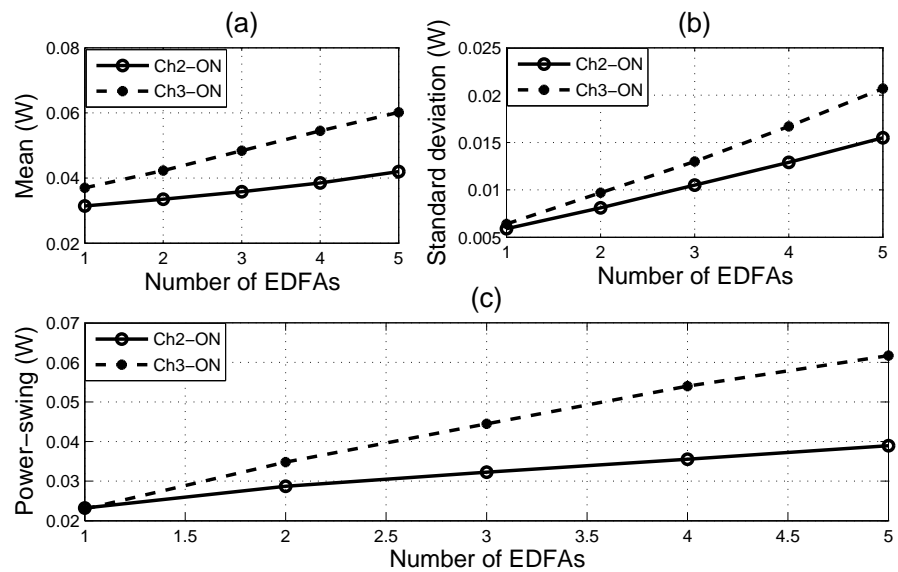 (a)
Mean (W)
0.08
0.06
0.04
0.02
Ch2−ON
Ch3−ON
1 2 3 4 5
Number of EDFAs
(b)
Standard deviation (W)
0.025
0.02
0.015
0.01
0.005
Ch2−ON
Ch3−ON
1 2 3 4 5
Number of EDFAs
(c)
Power−swing (W)
0.07
0.06
0.05
0.04
0.03
0.02
Ch2−ON
Ch3−ON
1 1.5 2 2.5 3 3.5 4 4.5 5
Number of EDFAs